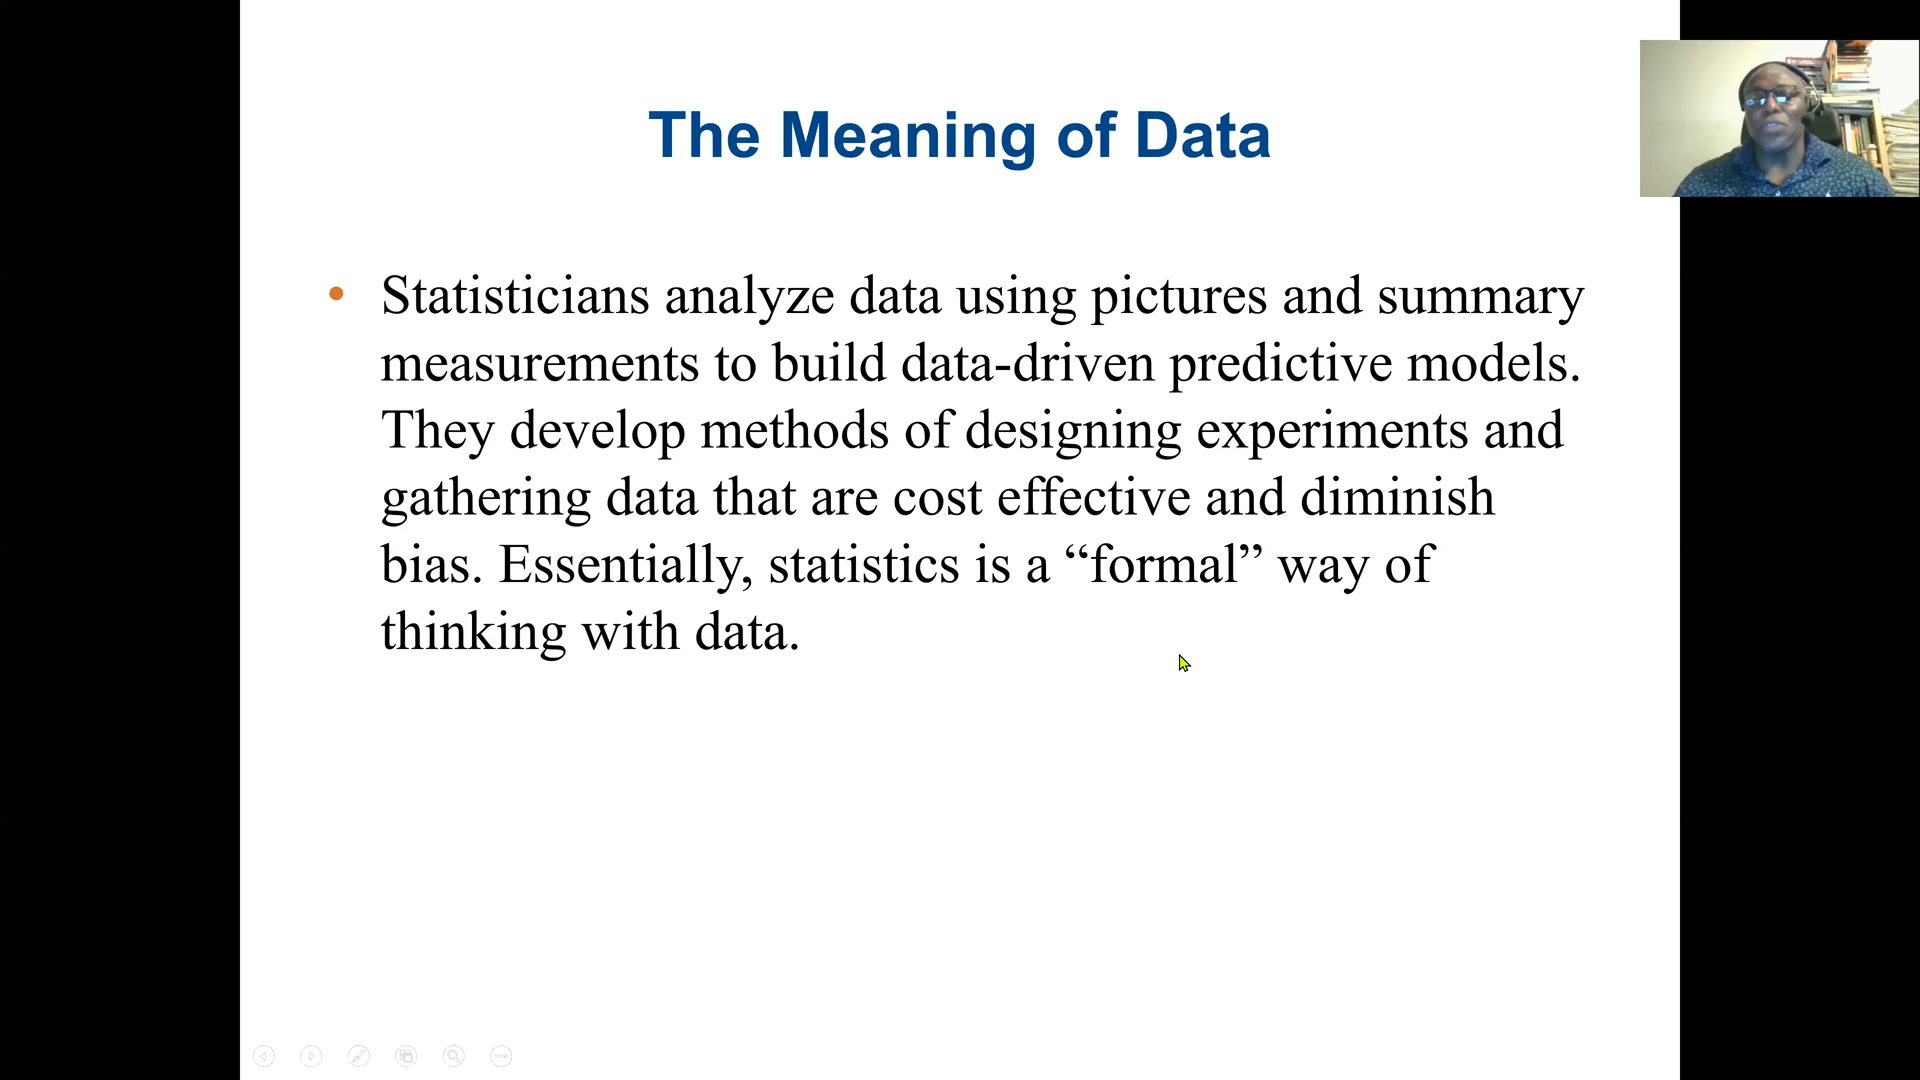 The Meaning of Data
• Statisticians analyze data using pictures and summary
measurements to build data-driven predictive models.
They develop methods of designing experiments and
gathering data that are cost effective and diminish
bias. Essentially, statistics is a “formal” way of
thinking with data.